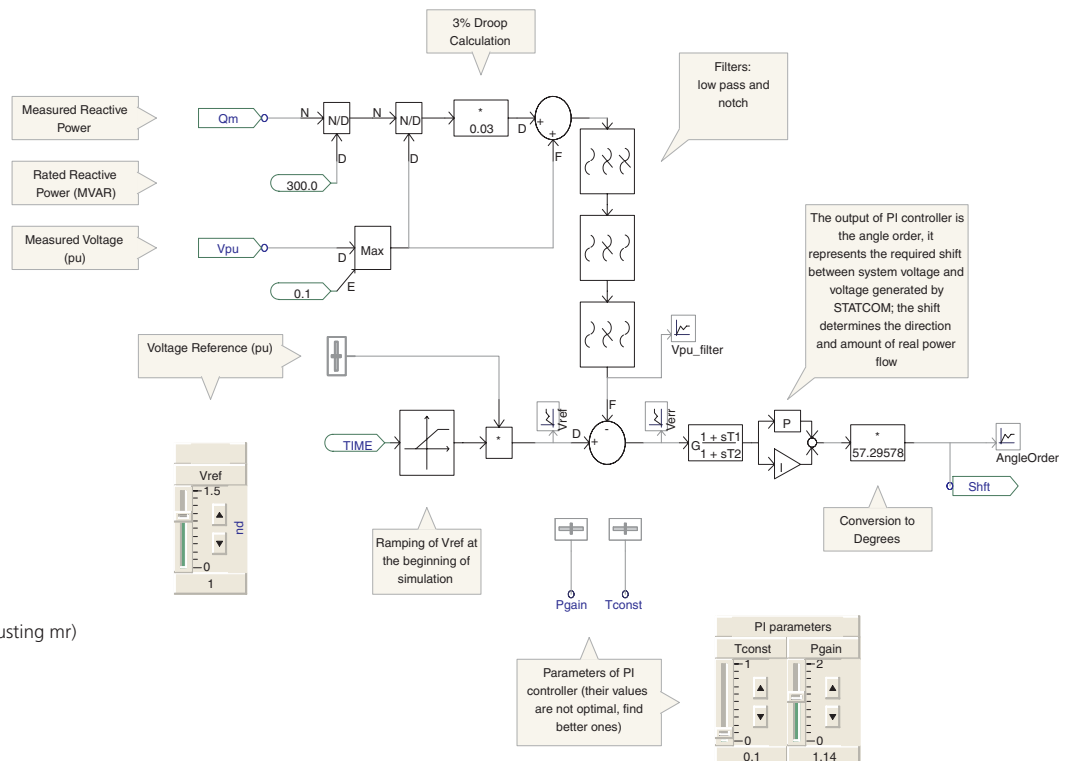 3% Droop
Calculation
Filters:
low pass and
notch
Measured Reactive
Power
Qm
N
N/D
N
N/D
*
0.03
D
+
+
F
D
D
Rated Reactive
Power (MVAR)
300.0
Measured Voltage
(pu)
Vpu
D
Max
E
0.1
The output of PI controller is
the angle order, it
represents the required shift
between system voltage and
voltage generated by
STATCOM; the shift
determines the direction
and amount of real power
flow
Voltage Reference (pu)
Vpu_filter
TIME
*
Vref
D
+
F
-
Verr
G
1 + sT1
1 + sT2
P
I
*
57.29578
AngleOrder
Shft
Vref
1.5
pu
0
1
Ramping of Vref at
the beginning of
simulation
Conversion to
Degrees
Pgain
Tconst
usting mr)
Parameters of PI
controller (their values
are not optimal, find
better ones)
PI parameters
Tconst
Pgain
1
2
0
0
0.1
1.14